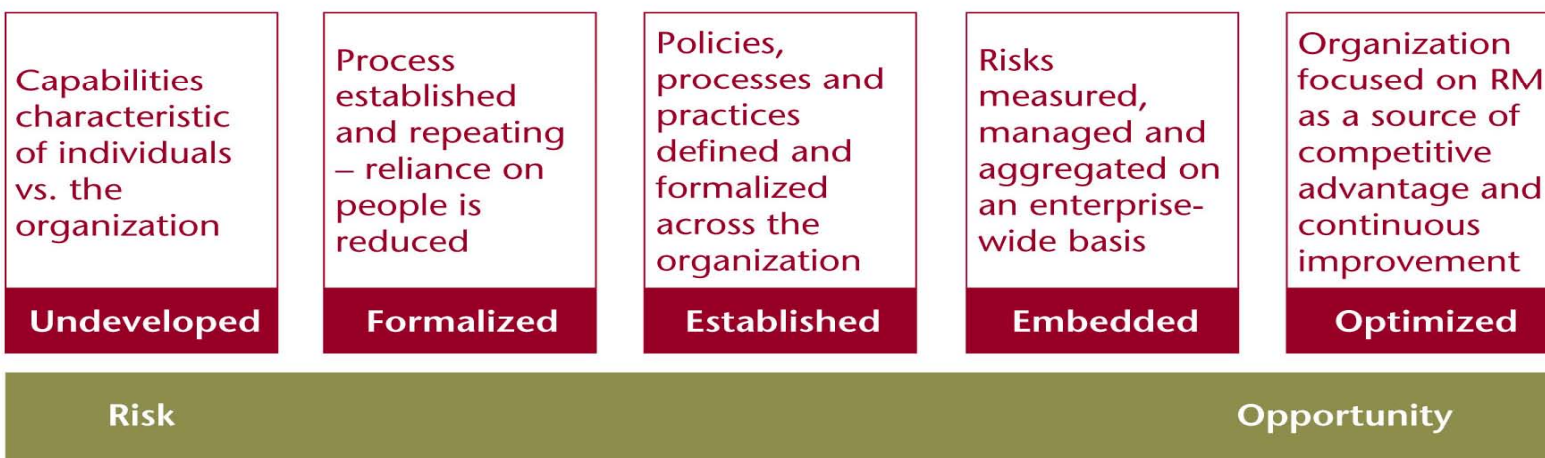 Capabilities
characteristic
of individuals
vs. the
organization
Undeveloped
Process
established
and repeating
– reliance on
people is
reduced
Formalized
Policies,
processes and
practices
defined and
formalized
across the
organization
Established
Risks
measured,
managed and
aggregated on
an enterprise-
wide basis
Embedded
Organization
focused on RM
as a source of
competitive
advantage and
continuous
improvement
Optimized
Risk
Opportunity